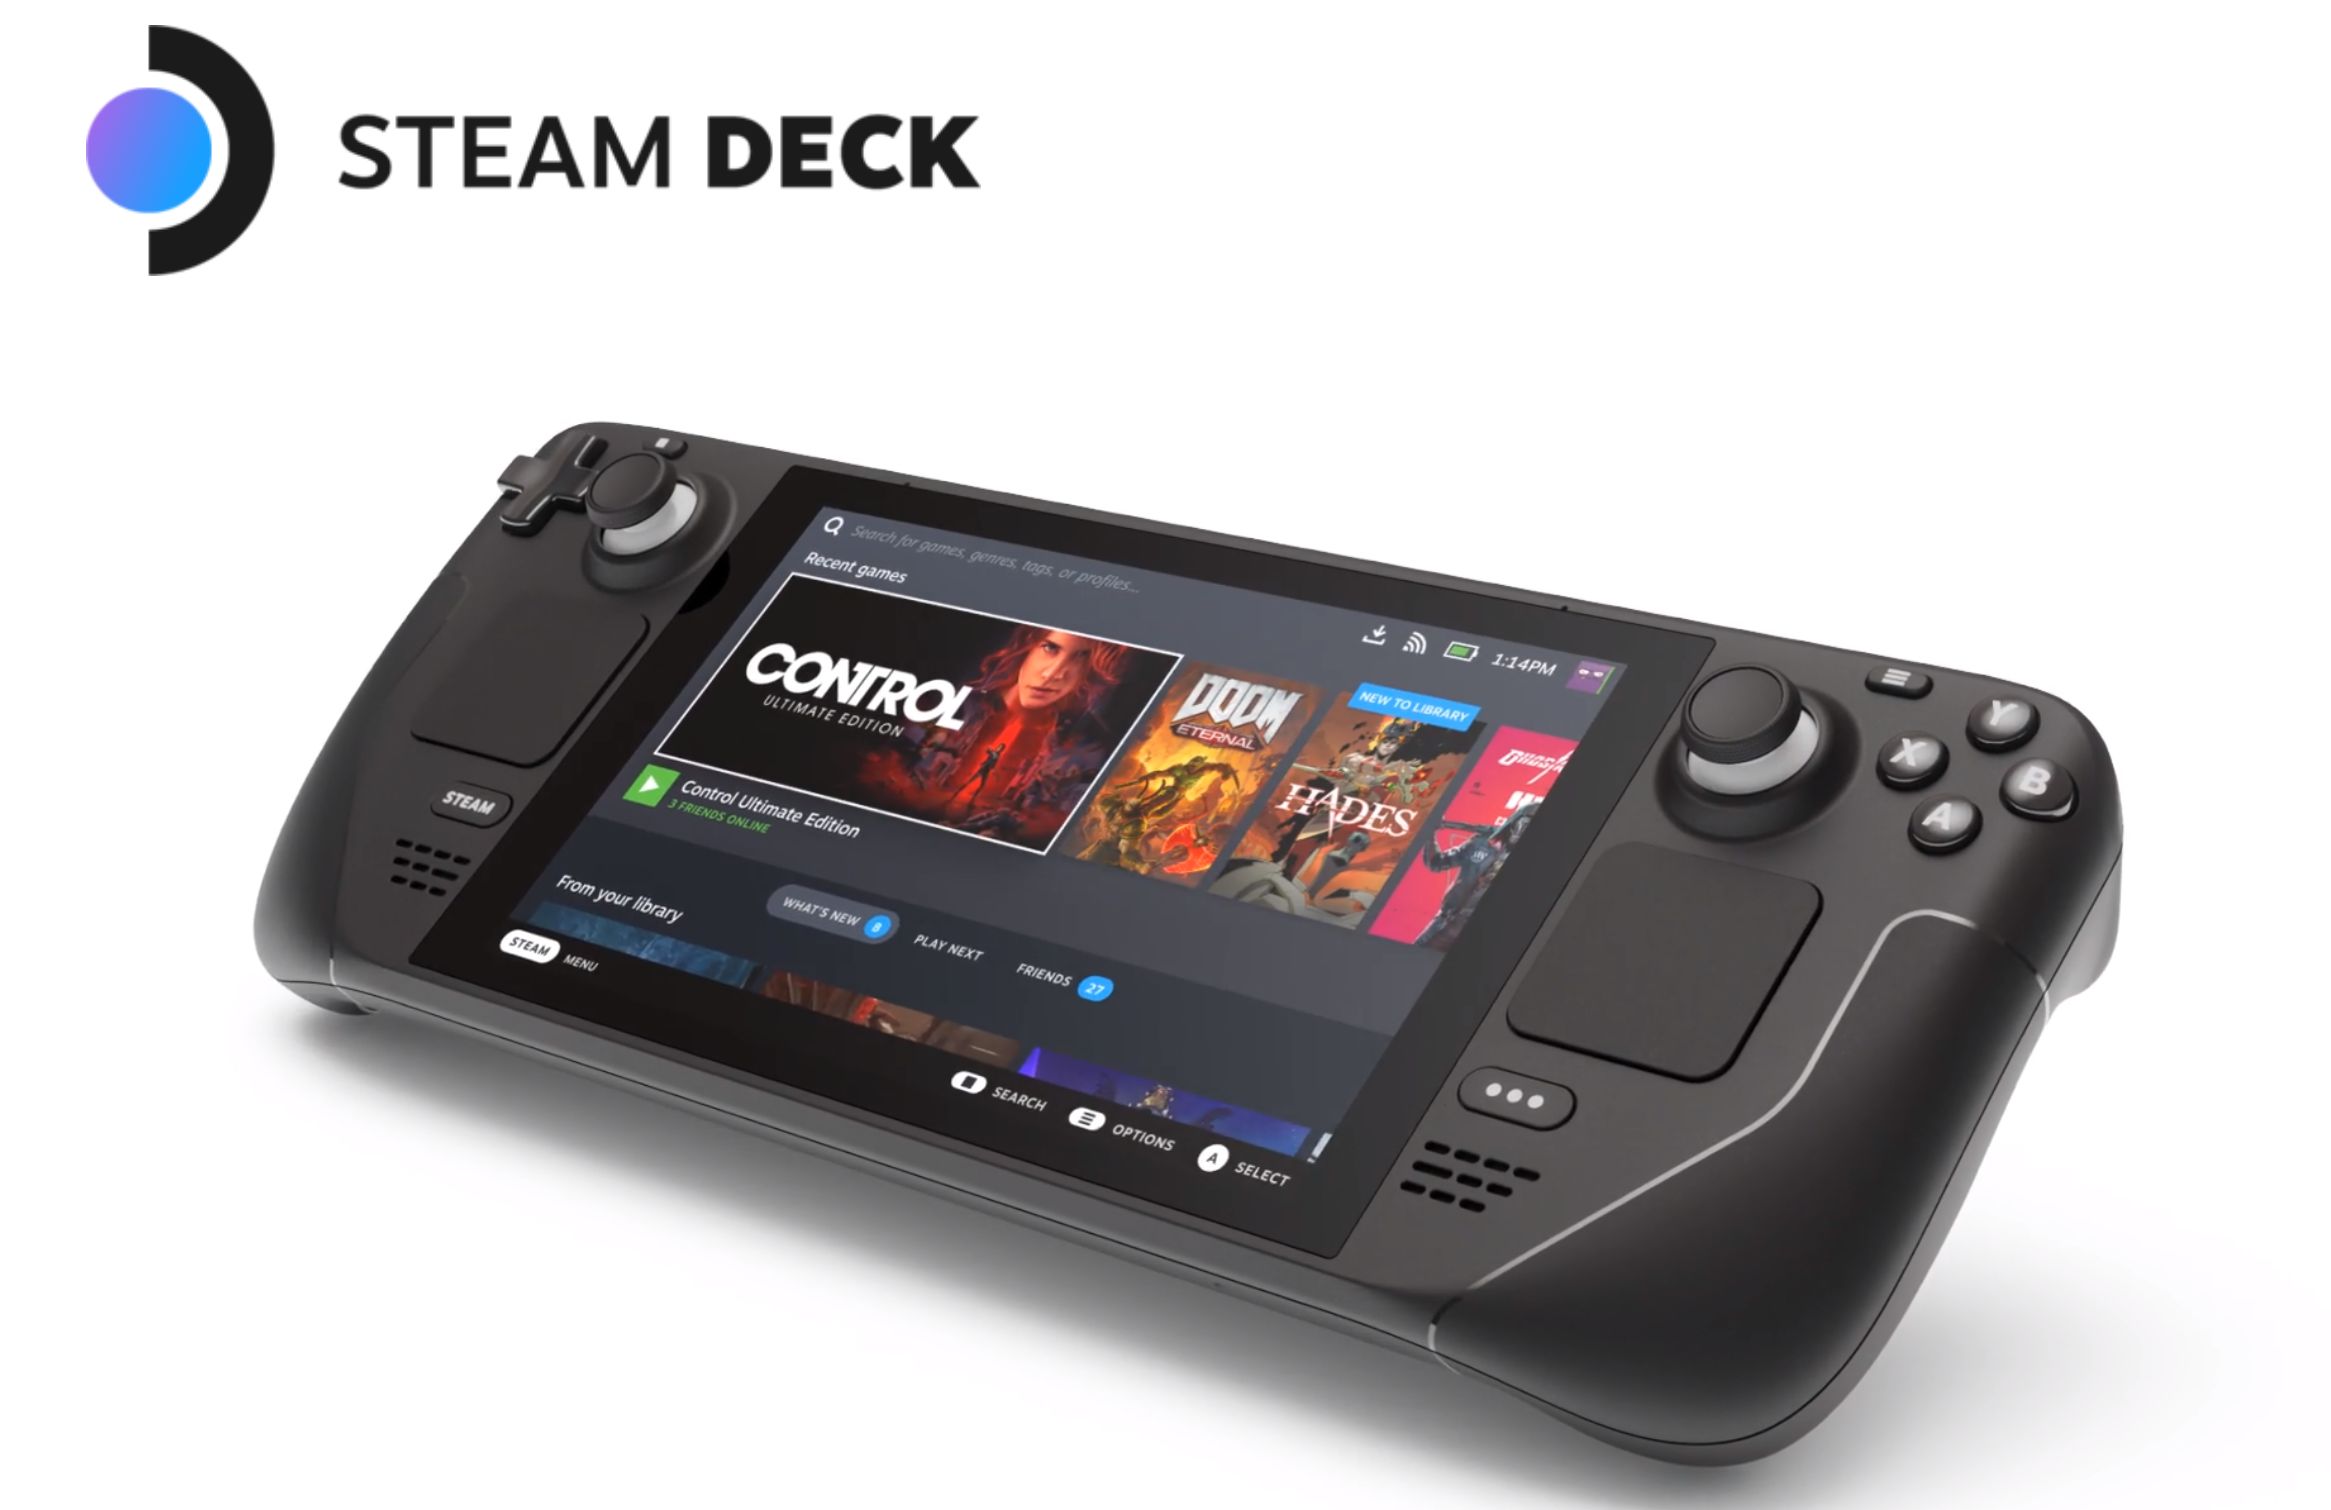 STEAM DECK
Search for games, genres, tags, or profiles...
Recent games
1:14PM
CONTROL
ULTIMATE EDITION
DOOM
ETERNAL
NEW TO LIBRARY
HADES
Control Ultimate Edition
3 FRIENDS ONLINE
WHAT'S NEW 8
PLAY NEXT
FRIENDS 27
From your library
STEAM MENU
SEARCH
OPTIONS
A SELECT
STEAM
Y
X
B
A